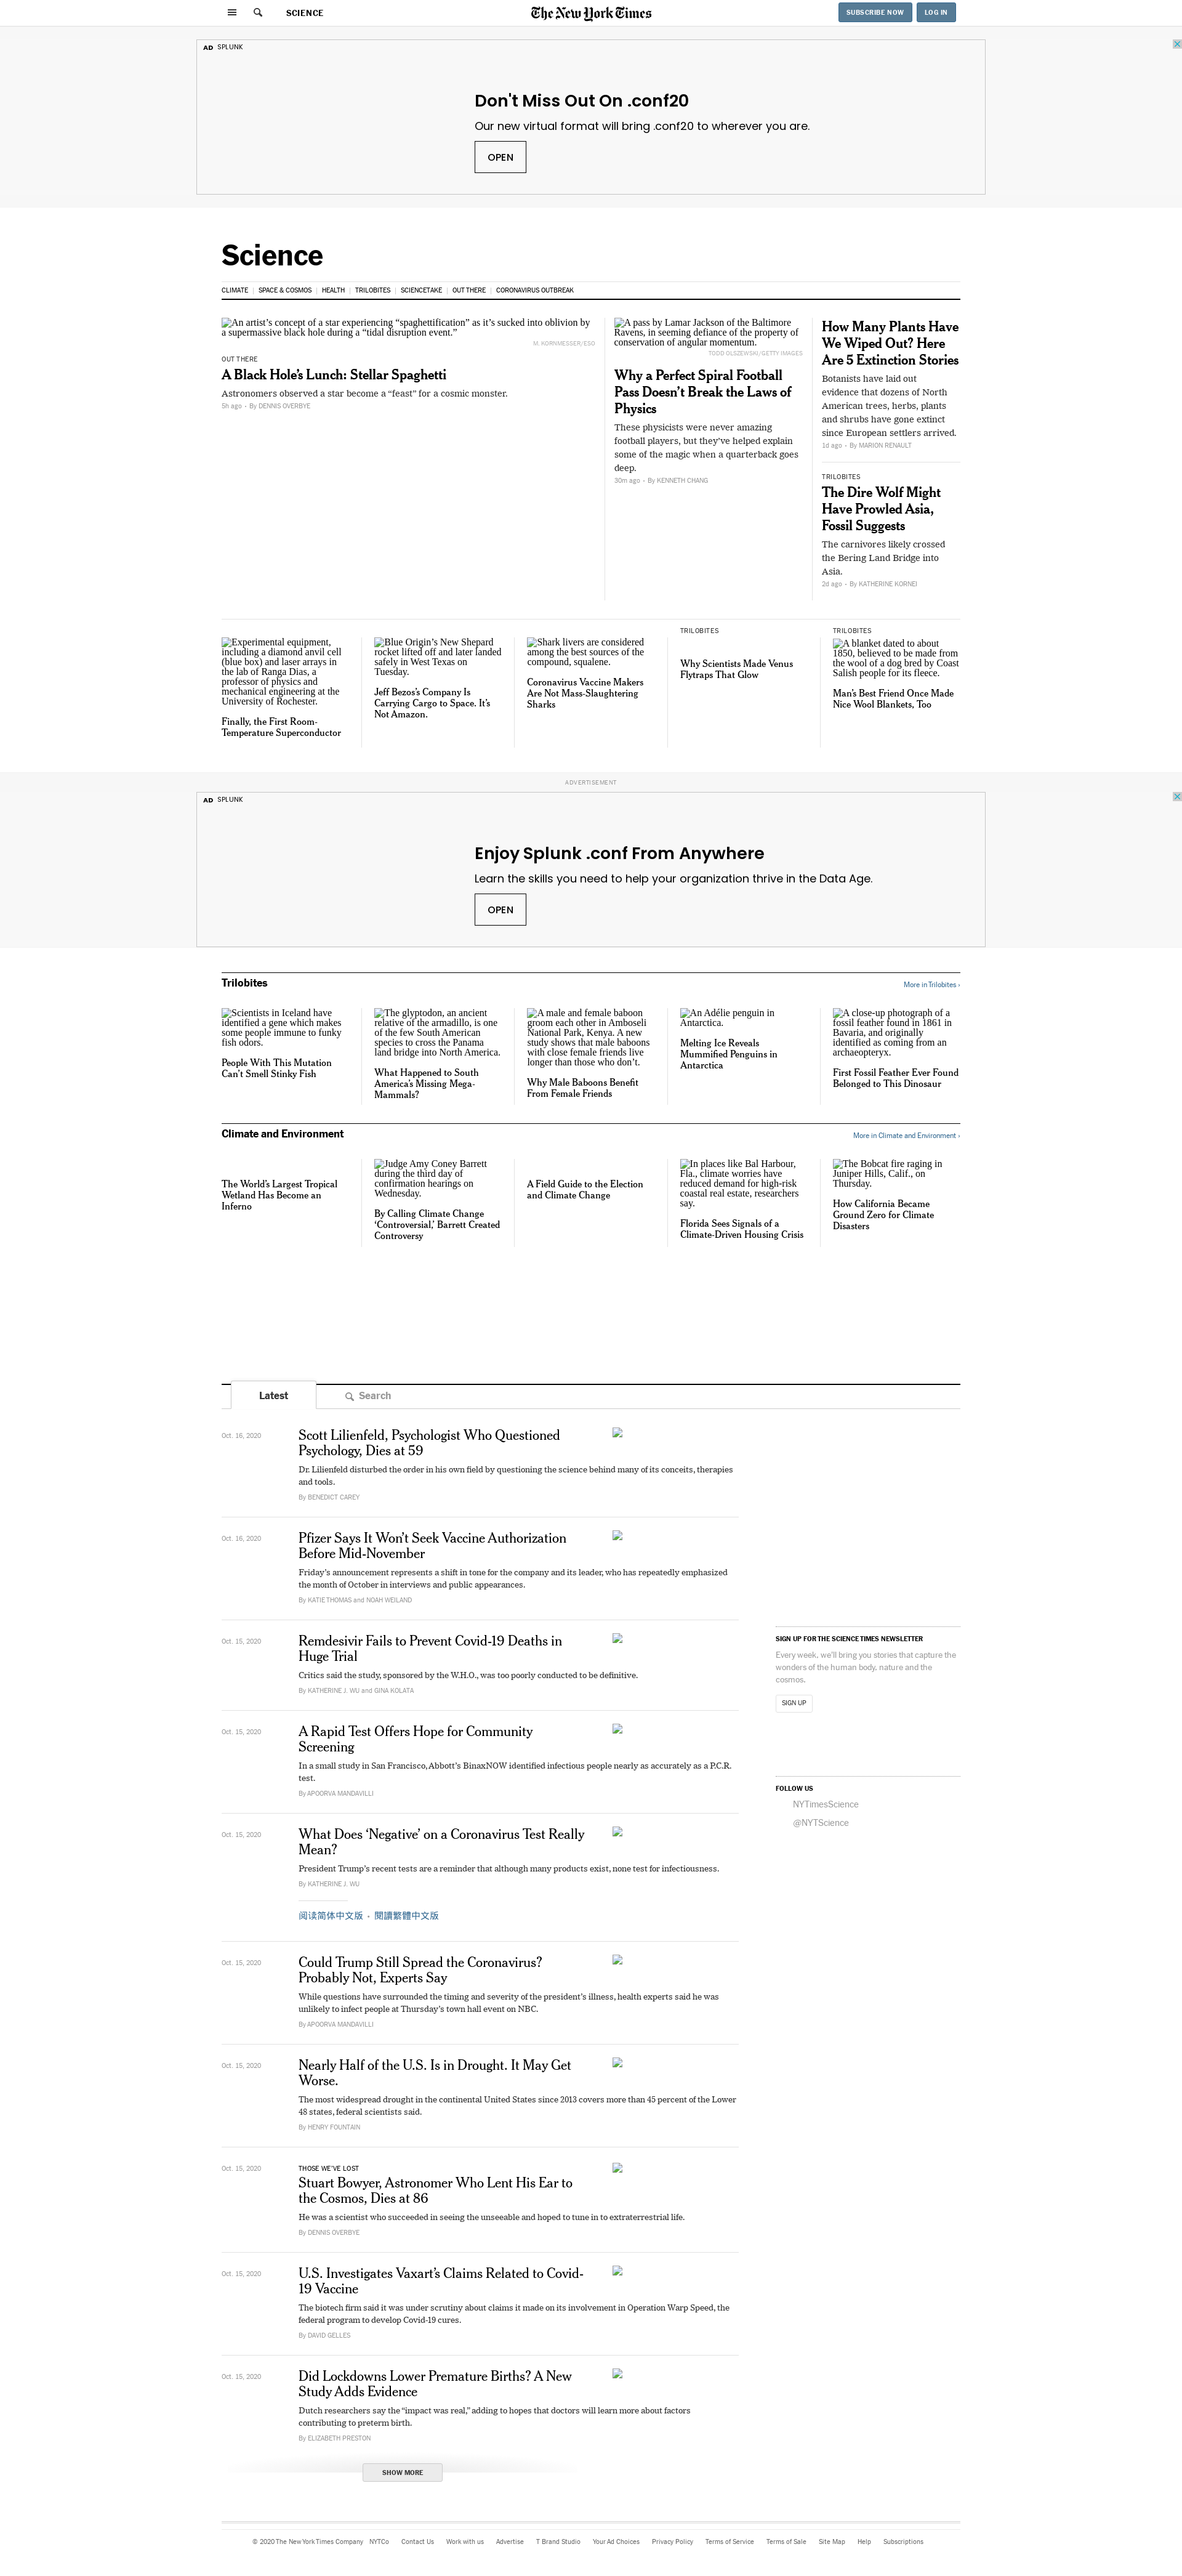 SCIENCE
The New York Times
SUBSCRIBE NOW
LOG IN
AD SPLUNK
Don't Miss Out On .conf20
Our new virtual format will bring .conf20 to wherever you are.
OPEN
Science
CLIMATE | SPACE & COSMOS | HEALTH | TRILOBITES | SCIENCETAKE | OUT THERE | CORONAVIRUS OUTBREAK
An artist’s concept of a star experiencing “spaghettification” as it’s sucked into oblivion by
a supermassive black hole during a “tidal disruption event.”
M. KORNMESSER/ESO
OUT THERE
A Black Hole’s Lunch: Stellar Spaghetti
Astronomers observed a star become a “feast” for a cosmic monster.
5h ago • By DENNIS OVERBYE
A pass by Lamar Jackson of the Baltimore
Ravens, in seeming defiance of the property of
conservation of angular momentum.
TODD OLSZEWSKI/GETTY IMAGES
Why a Perfect Spiral Football
Pass Doesn’t Break the Laws of
Physics
These physicists were never amazing
football players, but they’ve helped explain
some of the magic when a quarterback goes
deep.
30m ago • By KENNETH CHANG
How Many Plants Have
We Wiped Out? Here
Are 5 Extinction Stories
Botanists have laid out
evidence that dozens of North
American trees, herbs, plants
and shrubs have gone extinct
since European settlers arrived.
1d ago • By MARION RENAULT
TRILOBITES
The Dire Wolf Might
Have Prowled Asia,
Fossil Suggests
The carnivores likely crossed
the Bering Land Bridge into
Asia.
2d ago • By KATHERINE KORNEI
Experimental equipment,
including a diamond anvil cell
(blue box) and laser arrays in
the lab of Ranga Dias, a
professor of physics and
mechanical engineering at the
University of Rochester.
Finally, the First Room-
Temperature Superconductor
Blue Origin’s New Shepard
rocket lifted off and later landed
safely in West Texas on
Tuesday.
Jeff Bezos’s Company Is
Carrying Cargo to Space. It’s
Not Amazon.
Shark livers are considered
among the best sources of the
compound, squalene.
Coronavirus Vaccine Makers
Are Not Mass-Slaughtering
Sharks
TRILOBITES
Why Scientists Made Venus
Flytraps That Glow
TRILOBITES
A blanket dated to about
1850, believed to be made from
the wool of a dog bred by Coast
Salish people for its fleece.
Man’s Best Friend Once Made
Nice Wool Blankets, Too
ADVERTISEMENT
AD SPLUNK
Enjoy Splunk .conf From Anywhere
Learn the skills you need to help your organization thrive in the Data Age.
OPEN
Trilobites
More in Trilobites ›
Scientists in Iceland have
identified a gene which makes
some people immune to funky
fish odors.
People With This Mutation
Can’t Smell Stinky Fish
The glyptodon, an ancient
relative of the armadillo, is one
of the few South American
species to cross the Panama
land bridge into North America.
What Happened to South
America’s Missing Mega-
Mammals?
A male and female baboon
groom each other in Amboseli
National Park, Kenya. A new
study shows that male baboons
with close female friends live
longer than those who don’t.
Why Male Baboons Benefit
From Female Friends
An Adélie penguin in
Antarctica.
Melting Ice Reveals
Mummified Penguins in
Antarctica
A close-up photograph of a
fossil feather found in 1861 in
Bavaria, and originally
identified as coming from an
archaeopteryx.
First Fossil Feather Ever Found
Belonged to This Dinosaur
Climate and Environment
More in Climate and Environment ›
The World’s Largest Tropical
Wetland Has Become an
Inferno
Judge Amy Coney Barrett
during the third day of
confirmation hearings on
Wednesday.
By Calling Climate Change
‘Controversial,’ Barrett Created
Controversy
A Field Guide to the Election
and Climate Change
In places like Bal Harbour,
Fla., climate worries have
reduced demand for high-risk
coastal real estate, researchers
say.
Florida Sees Signals of a
Climate-Driven Housing Crisis
The Bobcat fire raging in
Juniper Hills, Calif., on
Thursday.
How California Became
Ground Zero for Climate
Disasters
Latest
Search
Oct. 16, 2020
Scott Lilienfeld, Psychologist Who Questioned
Psychology, Dies at 59
Dr. Lilienfeld disturbed the order in his own field by questioning the science behind many of its conceits, therapies
and tools.
By BENEDICT CAREY
Oct. 16, 2020
Pfizer Says It Won’t Seek Vaccine Authorization
Before Mid-November
Friday’s announcement represents a shift in tone for the company and its leader, who has repeatedly emphasized
the month of October in interviews and public appearances.
By KATIE THOMAS and NOAH WEILAND
Oct. 15, 2020
Remdesivir Fails to Prevent Covid-19 Deaths in
Huge Trial
Critics said the study, sponsored by the W.H.O., was too poorly conducted to be definitive.
By KATHERINE J. WU and GINA KOLATA
Oct. 15, 2020
A Rapid Test Offers Hope for Community
Screening
In a small study in San Francisco, Abbott’s BinaxNOW identified infectious people nearly as accurately as a P.C.R.
test.
By APOORVA MANDAVILLI
Oct. 15, 2020
What Does ‘Negative’ on a Coronavirus Test Really
Mean?
President Trump’s recent tests are a reminder that although many products exist, none test for infectiousness.
By KATHERINE J. WU
阅读简体中文版 • 閱讀繁體中文版
Oct. 15, 2020
Could Trump Still Spread the Coronavirus?
Probably Not, Experts Say
While questions have surrounded the timing and severity of the president’s illness, health experts said he was
unlikely to infect people at Thursday’s town hall event on NBC.
By APOORVA MANDAVILLI
Oct. 15, 2020
Nearly Half of the U.S. Is in Drought. It May Get
Worse.
The most widespread drought in the continental United States since 2013 covers more than 45 percent of the Lower
48 states, federal scientists said.
By HENRY FOUNTAIN
Oct. 15, 2020
THOSE WE’VE LOST
Stuart Bowyer, Astronomer Who Lent His Ear to
the Cosmos, Dies at 86
He was a scientist who succeeded in seeing the unseeable and hoped to tune in to extraterrestrial life.
By DENNIS OVERBYE
Oct. 15, 2020
U.S. Investigates Vaxart’s Claims Related to Covid-
19 Vaccine
The biotech firm said it was under scrutiny about claims it made on its involvement in Operation Warp Speed, the
federal program to develop Covid-19 cures.
By DAVID GELLES
Oct. 15, 2020
Did Lockdowns Lower Premature Births? A New
Study Adds Evidence
Dutch researchers say the “impact was real,” adding to hopes that doctors will learn more about factors
contributing to preterm birth.
By ELIZABETH PRESTON
SHOW MORE
SIGN UP FOR THE SCIENCE TIMES NEWSLETTER
Every week, we’ll bring you stories that capture the
wonders of the human body, nature and the
cosmos.
SIGN UP
FOLLOW US
NYTimesScience
@NYTScience
© 2020 The New York Times Company NYTCo Contact Us Work with us Advertise T Brand Studio Your Ad Choices Privacy Policy Terms of Service Terms of Sale Site Map Help Subscriptions